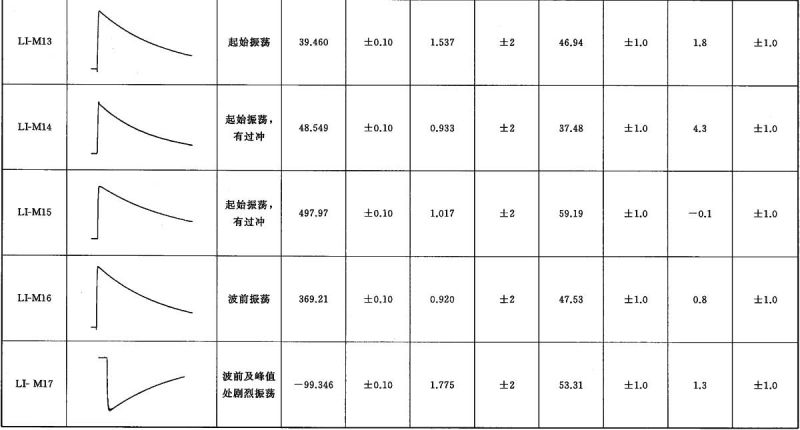 LI-M13 起始振荡 39.460 ±0.10 1.537 ±2 46.94 ±1.0 1.8 ±1.0
LI-M14 起始振荡，
有过冲 48.549 ±0.10 0.933 ±2 37.48 ±1.0 4.3 ±1.0
LI-M15 起始振荡，
有过冲 497.97 ±0.10 1.017 ±2 59.19 ±1.0 －0.1 ±1.0
LI-M16 波前振荡 369.21 ±0.10 0.920 ±2 47.53 ±1.0 0.8 ±1.0
LI- M17 波前及峰值
处剧烈振荡 －99.346 ±0.10 1.775 ±2 53.31 ±1.0 1.3 ±1.0